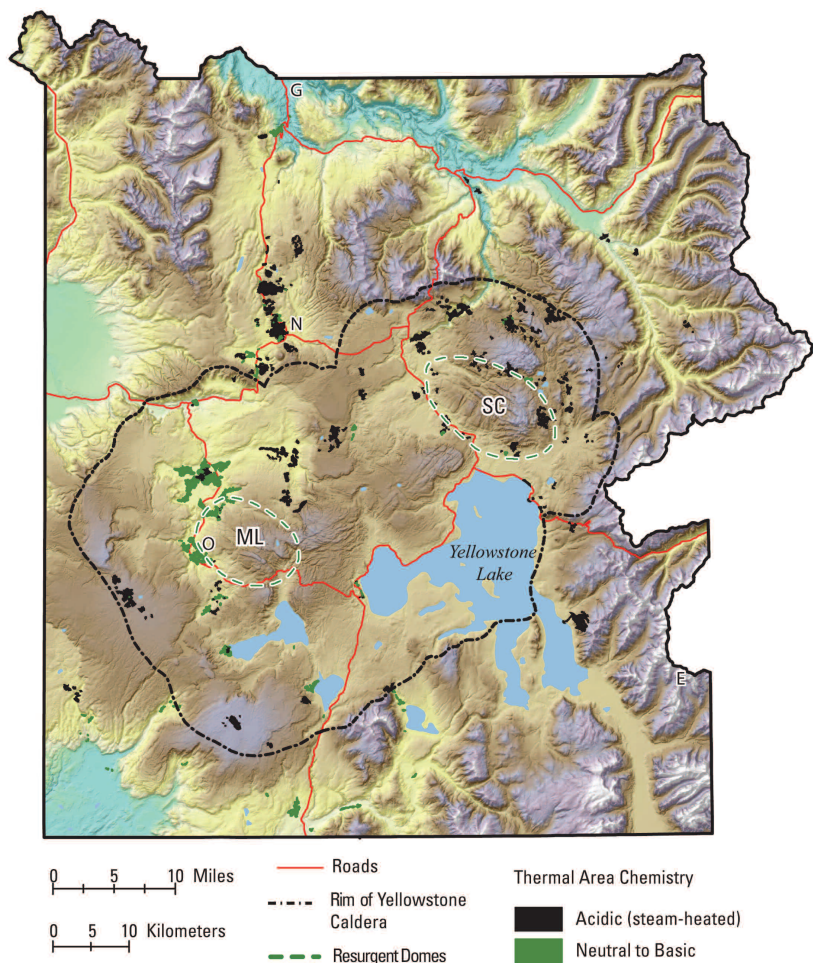 G
N
SC
ML
O
Yellowstone
Lake
E
0 5 10 Miles
0 5 10 Kilometers
Roads
Rim of Yellowstone
Caldera
Resurgent Domes
Thermal Area Chemistry
Acidic (steam-heated)
Neutral to Basic